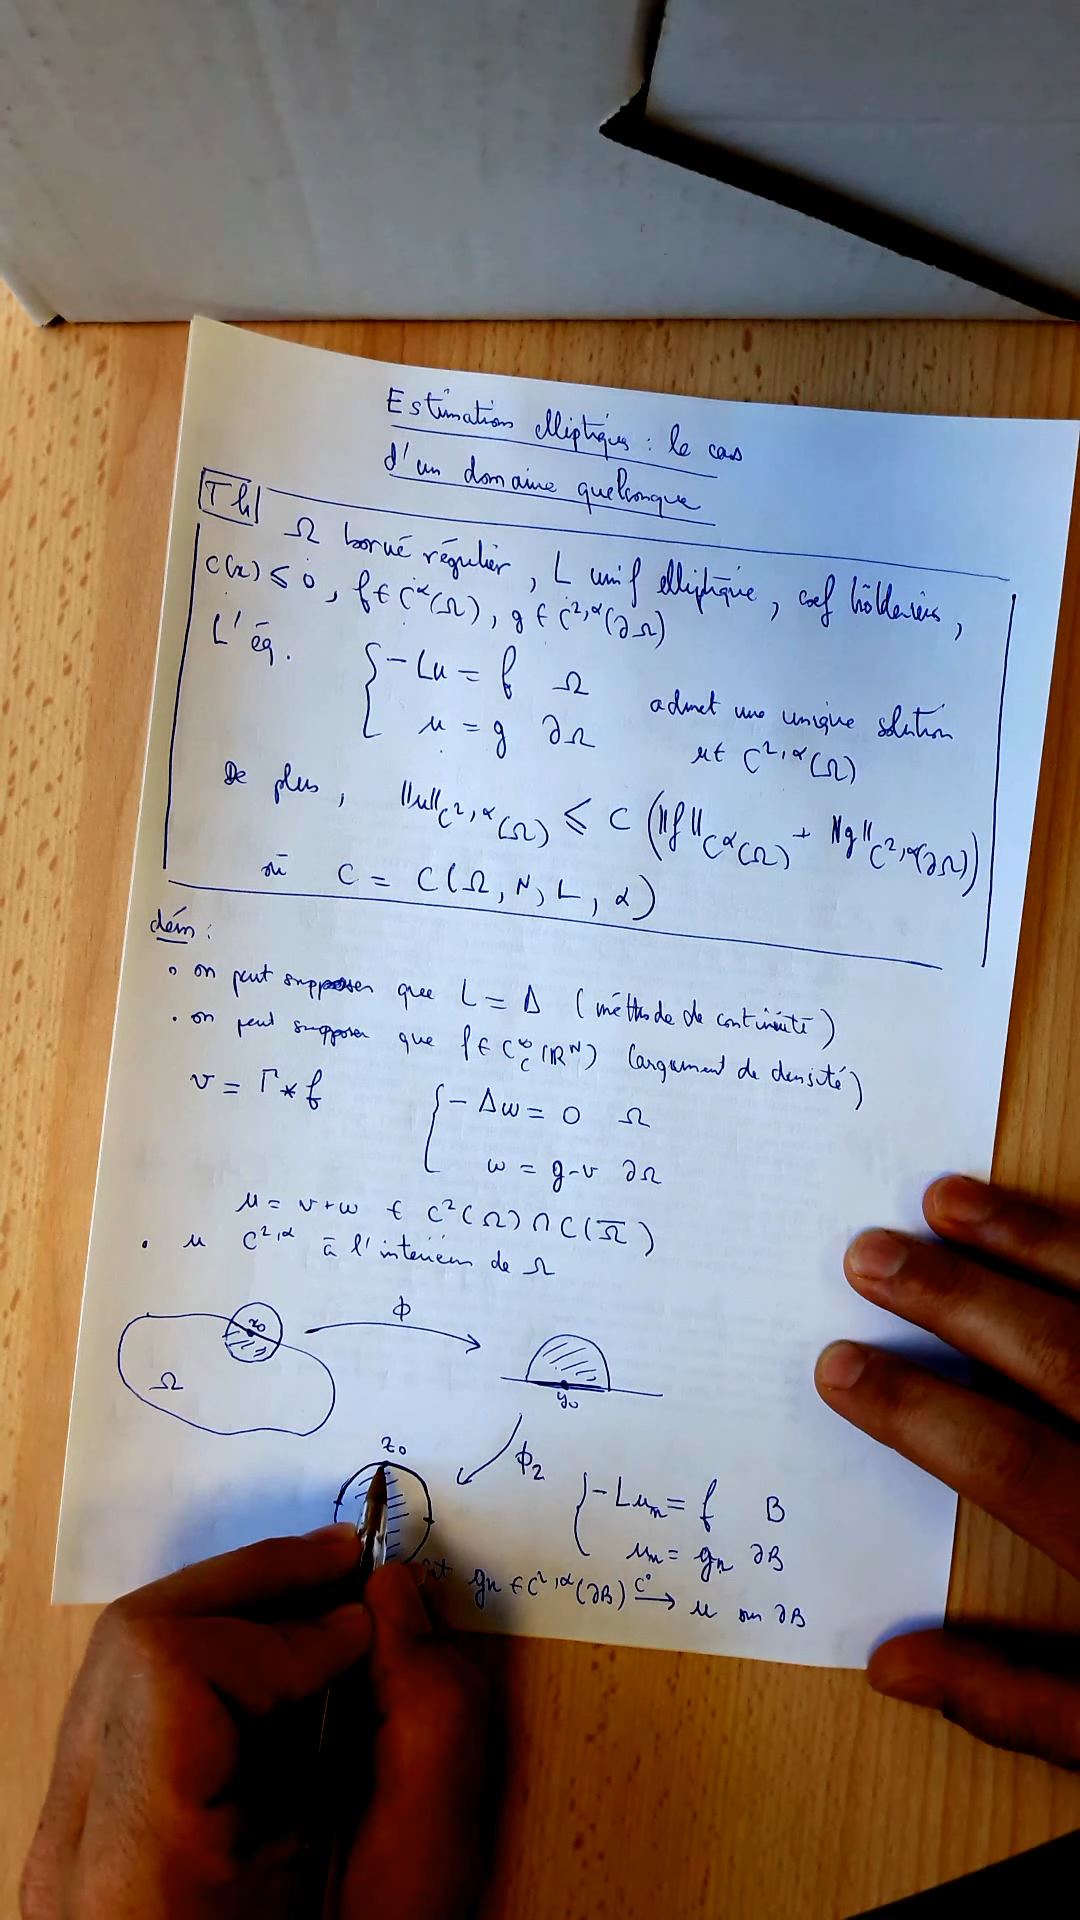 Estimations elliptiques : le cas
d'un domaine quelconque
Th
Ω borné régulier, L unif elliptique, coef hölderiens,
c(x) ≤ 0, f ∈ C^α(Ω), g ∈ C^{2,α}(∂Ω)
L'éq. { -Lu = f Ω
u = g ∂Ω
admet une unique solution
u ∈ C^{2,α}(Ω)
De plus, ||u||_{C^{2,α}(Ω)} ≤ C (||f||_{C^α(Ω)} + ||g||_{C^{2,α}(∂Ω)})
où C = C(Ω, N, L, α)
dém :
• on peut supposer que L = Δ (méthode de continuité)
• on peut supposer que f ∈ C_c^∞(ℝ^N) (argument de densité)
v = Γ * f { -Δw = 0 Ω
w = g-v ∂Ω
u = v+w ∈ C²(Ω) ∩ C(Ω̄)
• u C^{2,α} à l'intérieur de Ω
x₀
ϕ
Ω
y₀
z₀
ϕ₂
{ -Lu_n = f B
u_n = g_n ∂B
g_n ∈ C^{2,α}(∂B) →^{C⁰} u sur ∂B